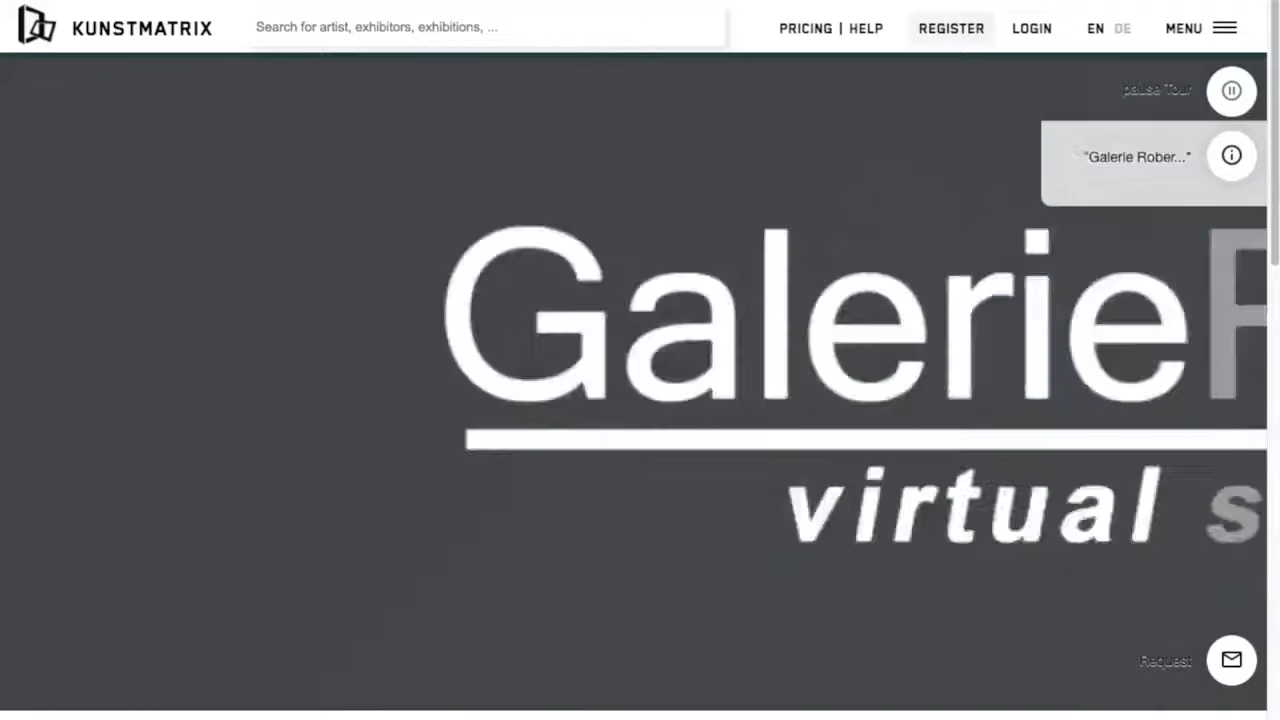 KUNSTMATRIX
Search for artist, exhibitors, exhibitions, ...
PRICING | HELP
REGISTER
LOGIN
EN DE
MENU
pause Tour
"Galerie Rober..."
Galerie
virtual s
Request